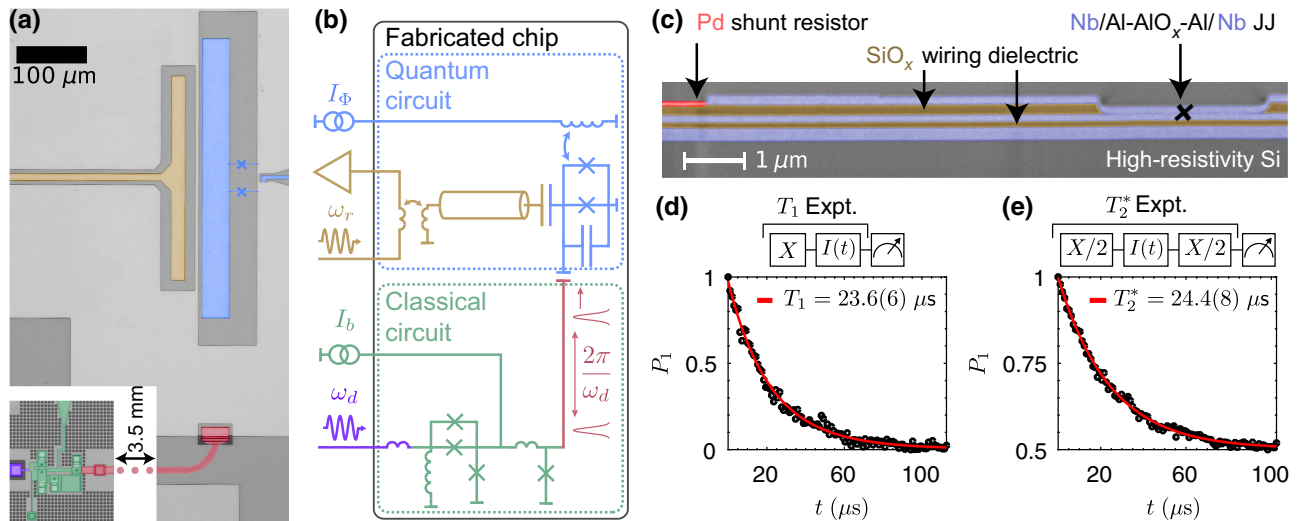 (a)
100 μm
3.5 mm
(b)
Fabricated chip
Quantum
circuit
I_Φ
ω_r
Classical
circuit
I_b
ω_d
2π
ω_d
(c)
Pd shunt resistor
Nb/Al-AlO_x-Al/ Nb JJ
SiO_x wiring dielectric
1 μm
High-resistivity Si
(d)
T_1 Expt.
X
I(t)
T_1 = 23.6(6) μs
P_1
1
0.5
0
20
60
100
t (μs)
(e)
T_2^* Expt.
X/2
I(t)
X/2
T_2^* = 24.4(8) μs
P_1
1
0.75
0.5
20
60
100
t (μs)